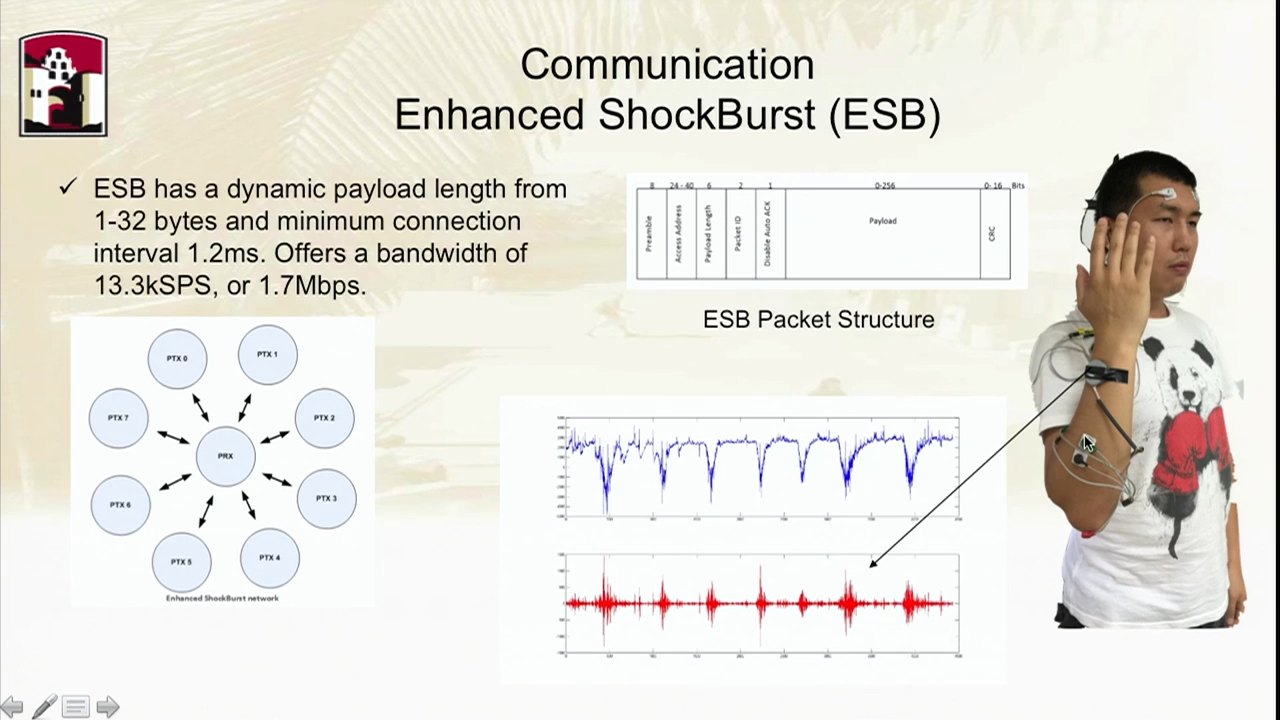 Communication
Enhanced ShockBurst (ESB)
✓ ESB has a dynamic payload length from
1-32 bytes and minimum connection
interval 1.2ms. Offers a bandwidth of
13.3kSPS, or 1.7Mbps.
8 24 - 40 6 2 1 0-256 0- 16 Bits
Preamble
Access Address
Payload Length
Packet ID
Disable Auto ACK
Payload
CRC
ESB Packet Structure
PTX 0
PTX 1
PTX 7
PTX 2
PRX
PTX 6
PTX 3
PTX 5
PTX 4
Enhanced ShockBurst network